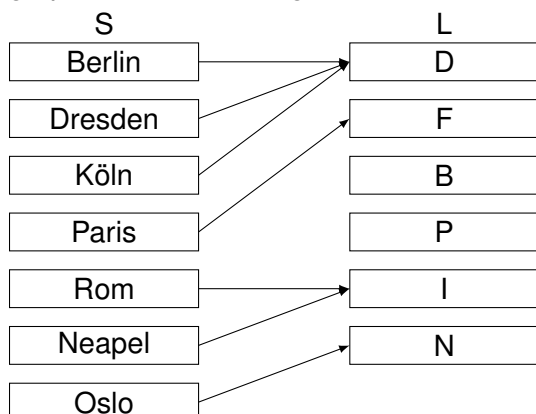 S L
Berlin D
Dresden F
Köln B
Paris P
Rom I
Neapel N
Oslo